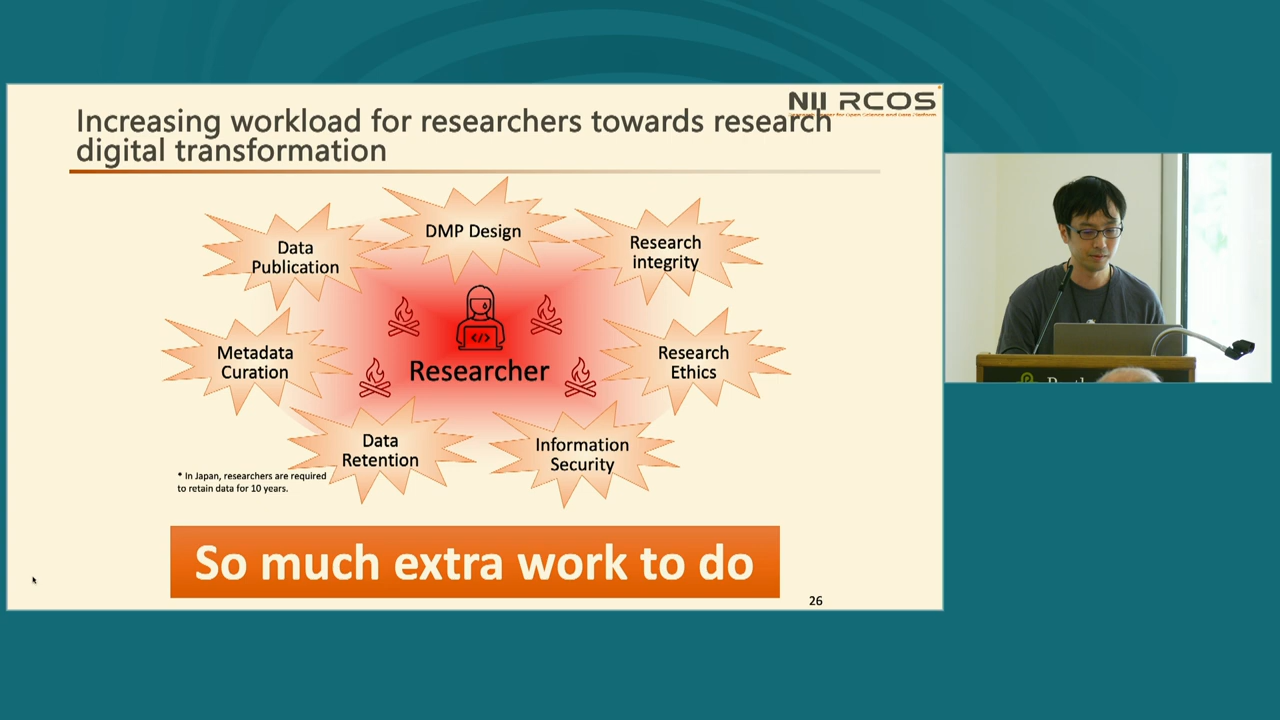 NII RCOS
Increasing workload for researchers towards research
digital transformation
DMP Design
Data
Publication
Research
integrity
Metadata
Curation
Researcher
</>
Research
Ethics
Data
Retention
Information
Security
* In Japan, researchers are required
to retain data for 10 years.
So much extra work to do
26